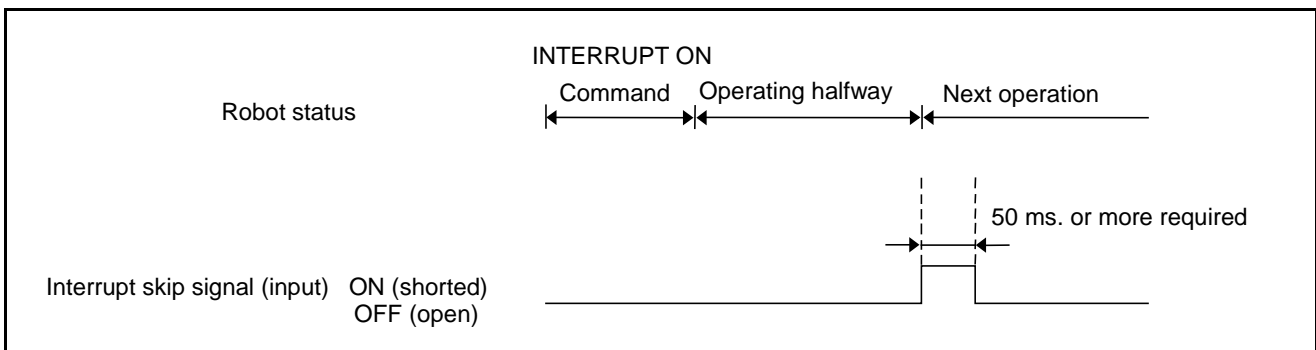 INTERRUPT ON
Robot status
Command
Operating halfway
Next operation
50 ms. or more required
Interrupt skip signal (input) ON (shorted)
OFF (open)